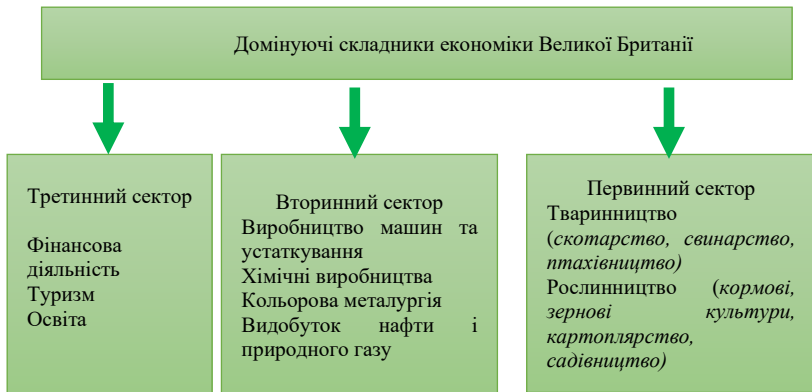 Домінуючі складники економіки Великої Британії
Третинний сектор
Фінансова
діяльність
Туризм
Освіта
Вторинний сектор
Виробництво машин та
устаткування
Хімічні виробництва
Кольорова металургія
Видобуток нафти і
природного газу
Первинний сектор
Тваринництво
(скотарство, свинарство,
птахівництво)
Рослинництво (кормові,
зернові культури,
картоплярство,
садівництво)